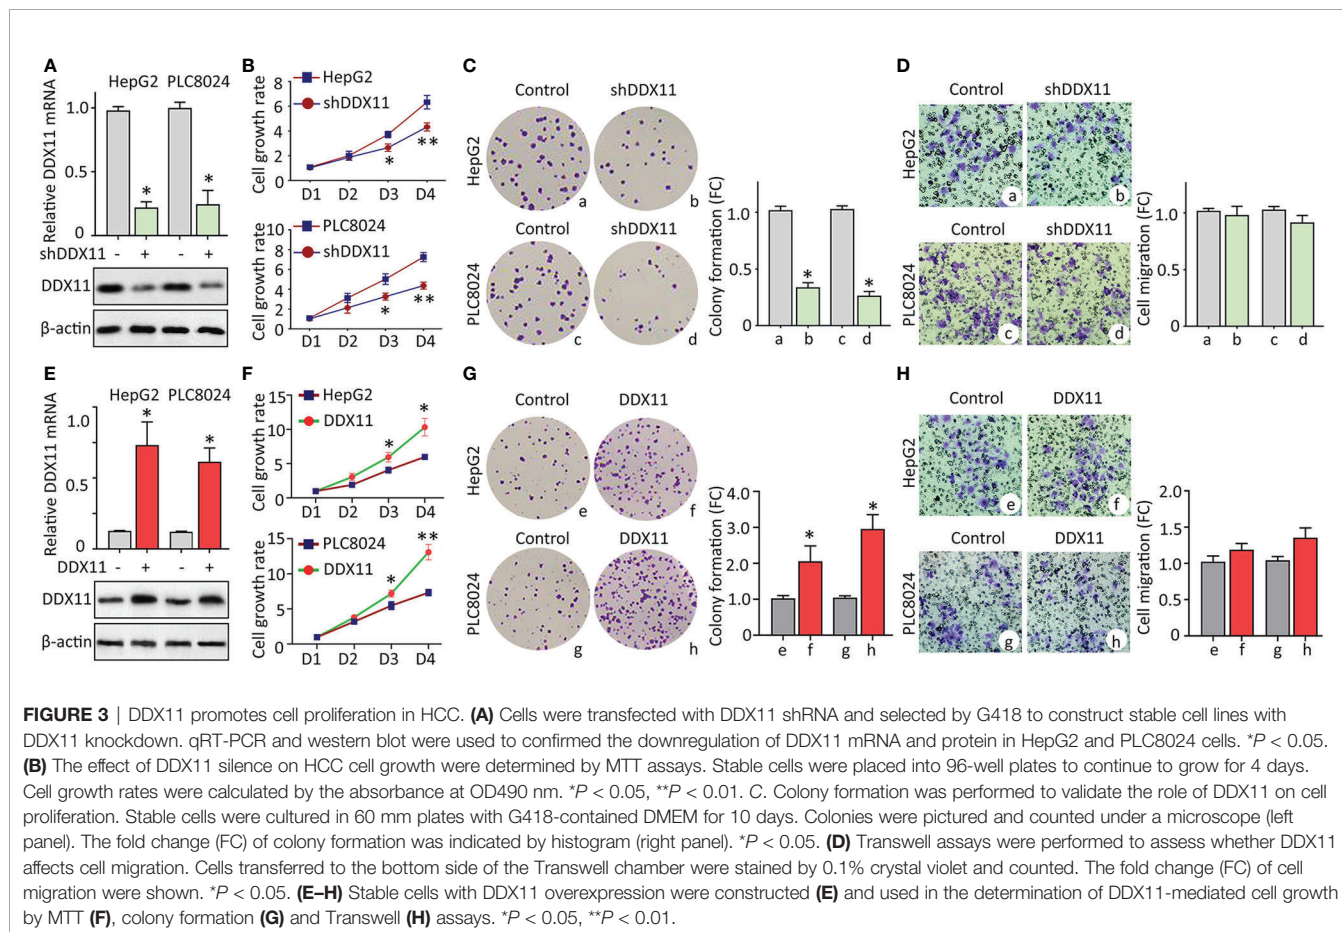 A
HepG2 PLC8024
Relative DDX11 mRNA
1.0
0.5
0
* *
shDDX11 - + - +
DDX11
β-actin
B
HepG2
shDDX11
Cell growth rate
8
6
4
2
0
* **
D1 D2 D3 D4
PLC8024
shDDX11
Cell growth rate
10
8
6
4
2
0
* **
D1 D2 D3 D4
C
Control shDDX11
HepG2
a b
Control shDDX11
PLC8024
c d
Colony formation (FC)
1.0
0.5
0
* *
a b c d
D
Control shDDX11
HepG2
a b
Control shDDX11
PLC8024
c d
Cell migration (FC)
1.0
0.5
0
a b c d
E
HepG2 PLC8024
Relative DDX11 mRNA
1.0
0.5
0
* *
DDX11 - + - +
DDX11
β-actin
F
HepG2
DDX11
Cell growth rate
15
10
5
0
* *
D1 D2 D3 D4
PLC8024
DDX11
Cell growth rate
15
10
5
0
* **
D1 D2 D3 D4
G
Control DDX11
HepG2
e f
Control DDX11
PLC8024
g h
Colony formation (FC)
4.0
3.0
2.0
1.0
0
* *
e f g h
H
Control DDX11
HepG2
e f
Control DDX11
PLC8024
g h
Cell migration (FC)
2.0
1.5
1.0
0.5
0
e f g h
FIGURE 3 | DDX11 promotes cell proliferation in HCC. (A) Cells were transfected with DDX11 shRNA and selected by G418 to construct stable cell lines with
DDX11 knockdown. qRT-PCR and western blot were used to confirmed the downregulation of DDX11 mRNA and protein in HepG2 and PLC8024 cells. *P < 0.05.
(B) The effect of DDX11 silence on HCC cell growth were determined by MTT assays. Stable cells were placed into 96-well plates to continue to grow for 4 days.
Cell growth rates were calculated by the absorbance at OD490 nm. *P < 0.05, **P < 0.01. C. Colony formation was performed to validate the role of DDX11 on cell
proliferation. Stable cells were cultured in 60 mm plates with G418-contained DMEM for 10 days. Colonies were pictured and counted under a microscope (left
panel). The fold change (FC) of colony formation was indicated by histogram (right panel). *P < 0.05. (D) Transwell assays were performed to assess whether DDX11
affects cell migration. Cells transferred to the bottom side of the Transwell chamber were stained by 0.1% crystal violet and counted. The fold change (FC) of cell
migration were shown. *P < 0.05. (E–H) Stable cells with DDX11 overexpression were constructed (E) and used in the determination of DDX11-mediated cell growth
by MTT (F), colony formation (G) and Transwell (H) assays. *P < 0.05, **P < 0.01.